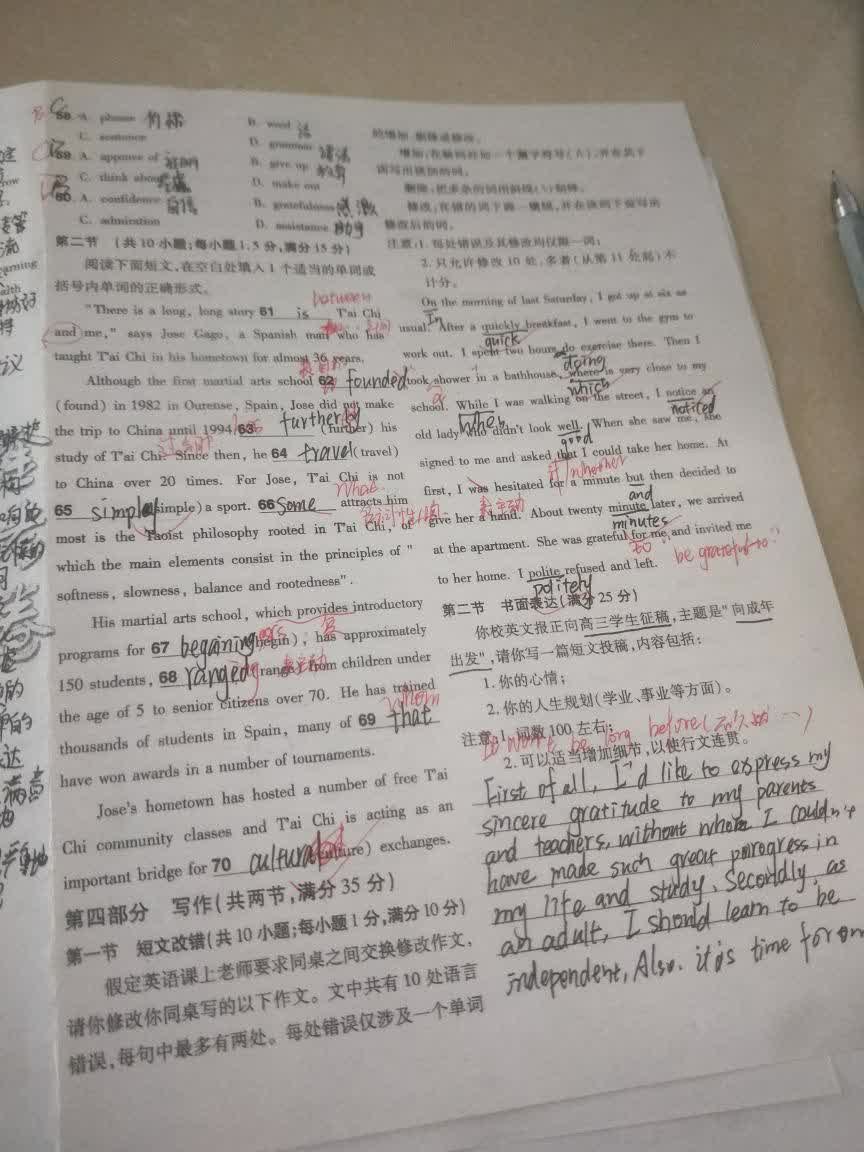 58. A. phrase
B. word
C. sentence
D. grammar 语法
59. A. approve of
B. give up 放弃
C. think about
D. make out
60. A. confidence 自信
B. gratefulness 感激
C. admiration
D. assistance
第二节 (共10小题;每小题1.5分,满分15分)
阅读下面短文,在空白处填入1个适当的单词或
括号内单词的正确形式。
between
"There is a long, long story 61 is T'ai Chi
and me," says Jose Gago, a Spanish man who has
taught T'ai Chi in his hometown for almost 36 years.
Although the first martial arts school 62 founded
(found) in 1982 in Ourense, Spain, Jose did not make
the trip to China until 1994 63 further (further) his
study of T'ai Chi. Since then, he 64 travel (travel)
to China over 20 times. For Jose, T'ai Chi is not
What
65 simply (simple) a sport. 66 some attracts him
most is the Taoist philosophy rooted in T'ai Chi, of
which the main elements consist in the principles of "
softness, slowness, balance and rootedness".
His martial arts school, which provides introductory
programs for 67 begaining (begin), has approximately
150 students, 68 ranged (range) from children under
the age of 5 to senior citizens over 70. He has trained
whom
thousands of students in Spain, many of 69 that
have won awards in a number of tournaments.
Jose's hometown has hosted a number of free T'ai
Chi community classes and T'ai Chi is acting as an
important bridge for 70 cultural (culture) exchanges.
第四部分 写作(共两节,满分35分)
第一节 短文改错(共10小题;每小题1分,满分10分)
假定英语课上老师要求同桌之间交换修改作文,
请你修改你同桌写的以下作文。文中共有10处语言
错误,每句中最多有两处。每处错误仅涉及一个单词
的增加、删除或修改。
增加:在缺词处加一个漏字符号(∧),并在其下
面写出该加的词。
删除:把多余的词用斜线(\)划掉。
修改:在错的词下画一横线,并在该词下面写出
修改后的词。
注意:1. 每处错误及其修改均仅限一词;
2. 只允许修改10处,多者(从第11处起)不
计分。
On the morning of last Saturday, I got up at six as
In
usual. After a quickly breakfast, I went to the gym to
quick
work out. I spent two hours do exercise there. Then I
doing
took shower in a bathhouse, where is very close to my
a which
school. While I was walking on the street, I notice an
when noticed
old lady who didn't look well. When she saw me, she
good
signed to me and asked that I could take her home. At
if/whether
first, I was hesitated for a minute but then decided to
and
give her a hand. About twenty minute later, we arrived
minutes
at the apartment. She was grateful for me and invited me
to be grateful to
to her home. I polite refused and left.
politely
第二节 书面表达(满分25分)
你校英文报正向高三学生征稿,主题是"向成年
出发",请你写一篇短文投稿,内容包括:
1. 你的心情;
2. 你的人生规划(学业、事业等方面)。
注意:1. 词数100左右;
be long before
2. 可以适当增加细节,以使行文连贯。
First of all, I'd like to express my
sincere gratitude to my parents
and teachers, without whom I couldn't
have made such great porogress in
my life and study. Secondly, as
an adult, I should learn to be
independent, Also. it is time for